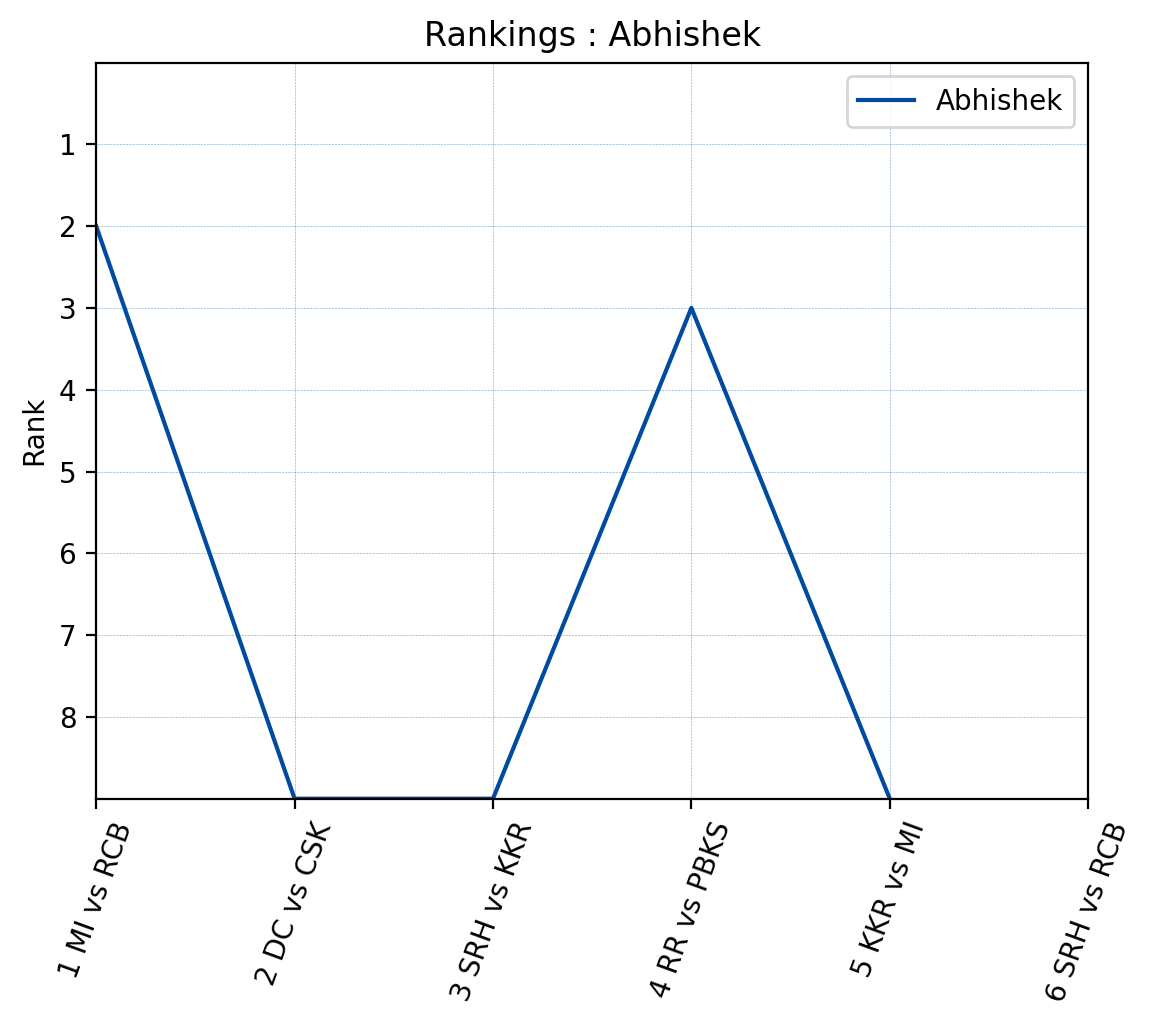 Rankings : Abhishek
Abhishek
Rank
1
2
3
4
5
6
7
8
1 MI vs RCB
2 DC vs CSK
3 SRH vs KKR
4 RR vs PBKS
5 KKR vs MI
6 SRH vs RCB